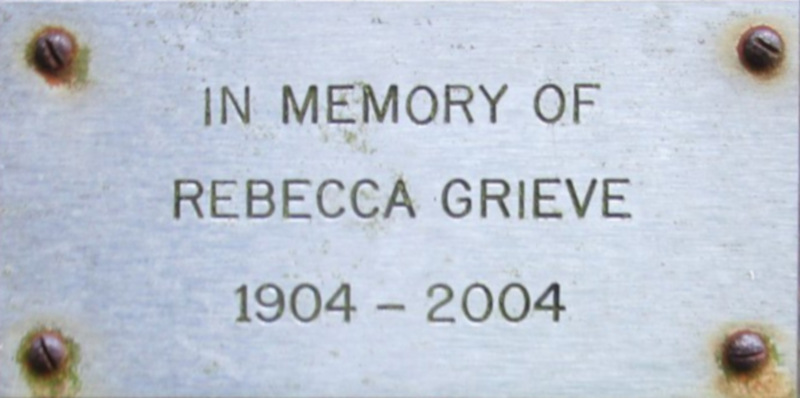 IN MEMORY OF
REBECCA GRIEVE
1904 – 2004